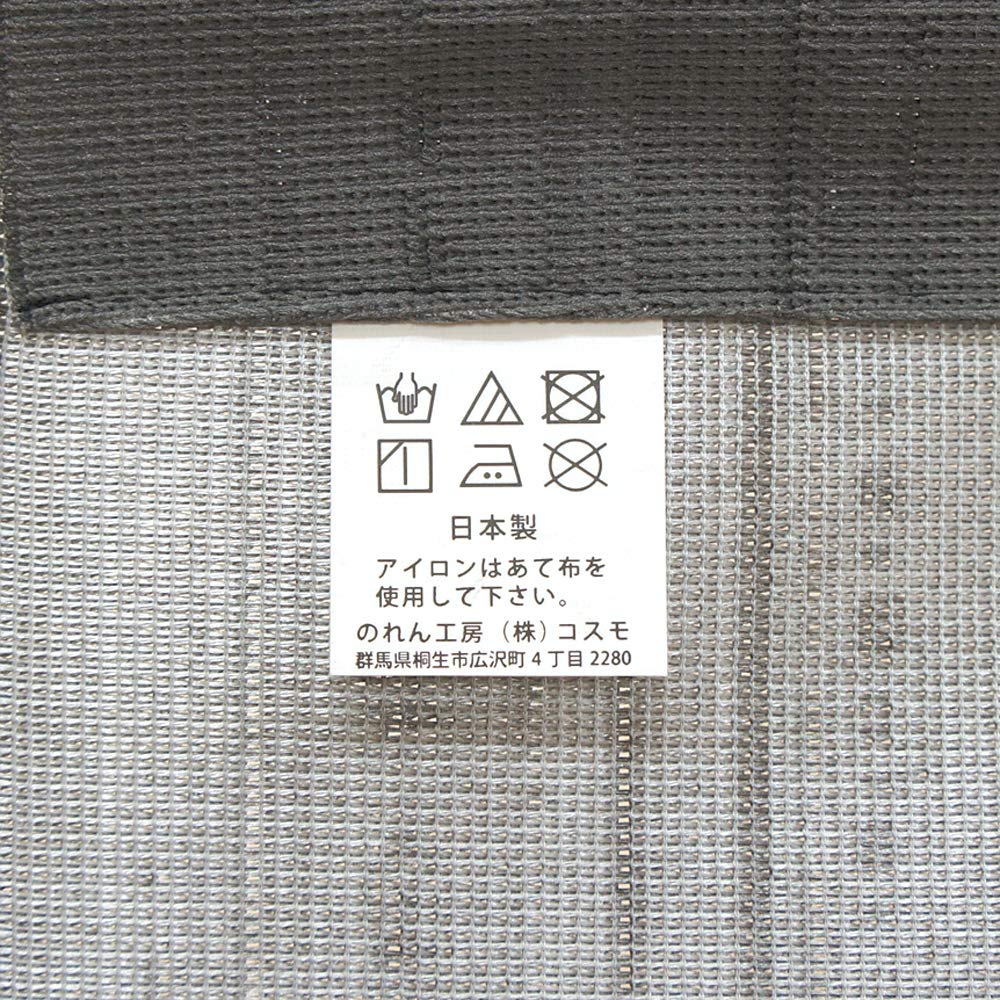 日本製
アイロンはあて布を
使用して下さい。
のれん工房（株）コスモ
群馬県桐生市広沢町4丁目2280